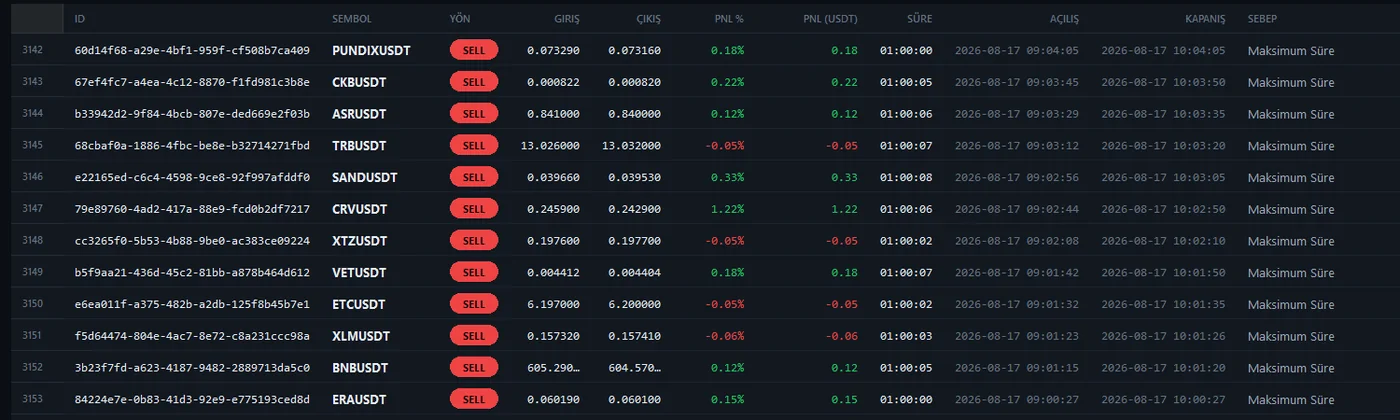 ID SEMBOL YÖN GIRIŞ ÇIKIŞ PNL % PNL (USDT) SÜRE AÇILIŞ KAPANIŞ SEBEP
3142 60d14f68-a29e-4bf1-959f-cf508b7ca409 PUNDIXUSDT SELL 0.073290 0.073160 0.18% 0.18 01:00:00 2026-08-17 09:04:05 2026-08-17 10:04:05 Maksimum Süre
3143 67ef4fc7-a4ea-4c12-8870-f1fd981c3b8e CKBUSDT SELL 0.000822 0.000820 0.22% 0.22 01:00:05 2026-08-17 09:03:45 2026-08-17 10:03:50 Maksimum Süre
3144 b33942d2-9f84-4bcb-807e-ded669e2f03b ASRUSDT SELL 0.841000 0.840000 0.12% 0.12 01:00:06 2026-08-17 09:03:29 2026-08-17 10:03:35 Maksimum Süre
3145 68cbaf0a-1886-4fbc-be8e-b32714271fbd TRBUSDT SELL 13.026000 13.032000 -0.05% -0.05 01:00:07 2026-08-17 09:03:12 2026-08-17 10:03:20 Maksimum Süre
3146 e22165ed-c6c4-4598-9ce8-92f997afddf0 SANDUSDT SELL 0.039660 0.039530 0.33% 0.33 01:00:08 2026-08-17 09:02:56 2026-08-17 10:03:05 Maksimum Süre
3147 79e89760-4ad2-417a-88e9-fcd0b2df7217 CRVUSDT SELL 0.245900 0.242900 1.22% 1.22 01:00:06 2026-08-17 09:02:44 2026-08-17 10:02:50 Maksimum Süre
3148 cc3265f0-5b53-4b88-9be0-ac383ce09224 XTZUSDT SELL 0.197600 0.197700 -0.05% -0.05 01:00:02 2026-08-17 09:02:08 2026-08-17 10:02:10 Maksimum Süre
3149 b5f9aa21-436d-45c2-81bb-a878b464d612 VETUSDT SELL 0.004412 0.004404 0.18% 0.18 01:00:07 2026-08-17 09:01:42 2026-08-17 10:01:50 Maksimum Süre
3150 e6ea011f-a375-482b-a2db-125f8b45b7e1 ETCUSDT SELL 6.197000 6.200000 -0.05% -0.05 01:00:02 2026-08-17 09:01:32 2026-08-17 10:01:35 Maksimum Süre
3151 f5d64474-804e-4ac7-8e72-c8a231ccc98a XLMUSDT SELL 0.157320 0.157410 -0.06% -0.06 01:00:03 2026-08-17 09:01:23 2026-08-17 10:01:26 Maksimum Süre
3152 3b23f7fd-a623-4187-9482-2889713da5c0 BNBUSDT SELL 605.290… 604.570… 0.12% 0.12 01:00:05 2026-08-17 09:01:15 2026-08-17 10:01:20 Maksimum Süre
3153 84224e7e-0b83-41d3-92e9-e775193ced8d ERAUSDT SELL 0.060190 0.060100 0.15% 0.15 01:00:00 2026-08-17 09:00:27 2026-08-17 10:00:27 Maksimum Süre